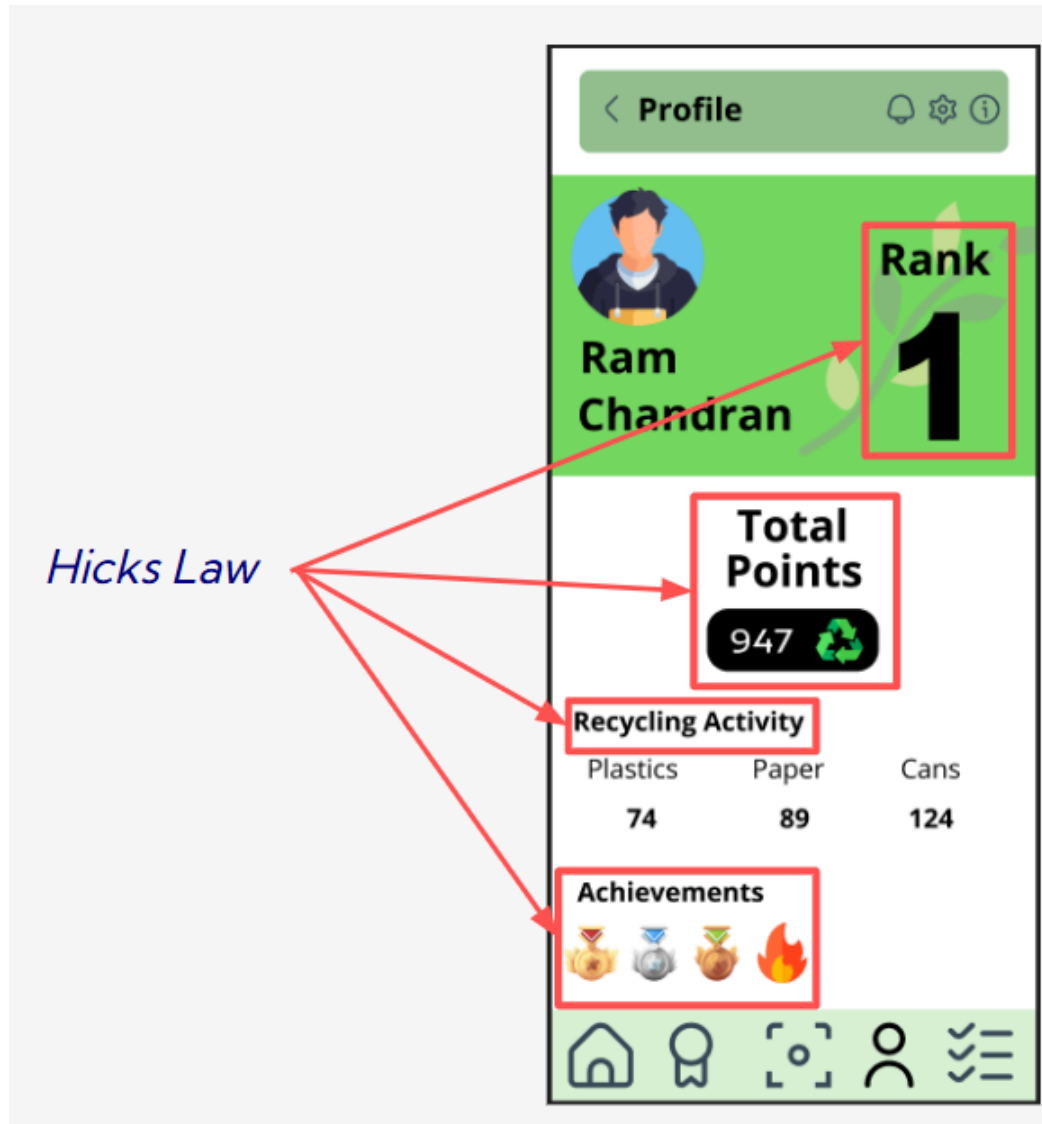 Profile
Rank
1
Ram
Chandran
Hicks Law
Total
Points
947
Recycling Activity
Plastics Paper Cans
74 89 124
Achievements